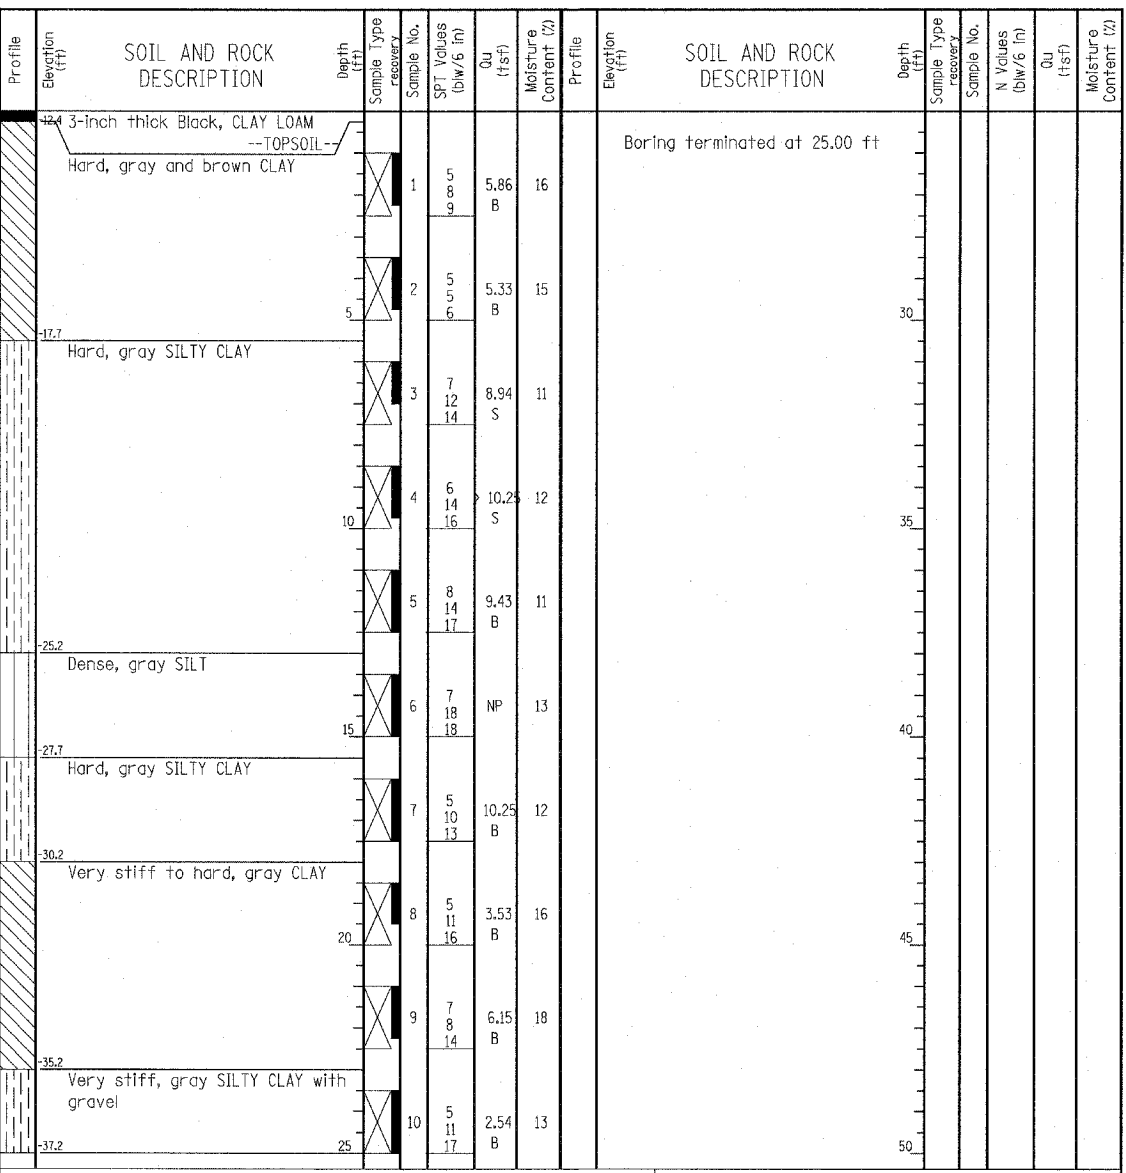 Profile
Elevation (ft)
SOIL AND ROCK
DESCRIPTION
Depth (ft)
Sample Type
recovery
Sample No.
SPT Values
(blw/6 in)
Qu
(tsf)
Moisture
Content (%)
Profile
Elevation (ft)
SOIL AND ROCK
DESCRIPTION
Depth (ft)
Sample Type
recovery
Sample No.
N Values
(blw/6 in)
Qu
(tsf)
Moisture
Content (%)
-12.4 3-inch thick Black, CLAY LOAM
--TOPSOIL--
Boring terminated at 25.00 ft
Hard, gray and brown CLAY
1 5 8 9 5.86 B 16
2 5 5 6 5.33 B 15
5
30
-17.7
Hard, gray SILTY CLAY
3 7 12 14 8.94 S 11
4 6 14 16 > 10.25 S 12
10
35
5 8 14 17 9.43 B 11
-25.2
Dense, gray SILT
6 7 18 18 NP 13
15
40
-27.7
Hard, gray SILTY CLAY
7 5 10 13 10.25 B 12
-30.2
Very stiff to hard, gray CLAY
8 5 11 16 3.53 B 16
20
45
9 7 8 14 6.15 B 18
-35.2
Very stiff, gray SILTY CLAY with
gravel
10 5 11 17 2.54 B 13
-37.2
25
50